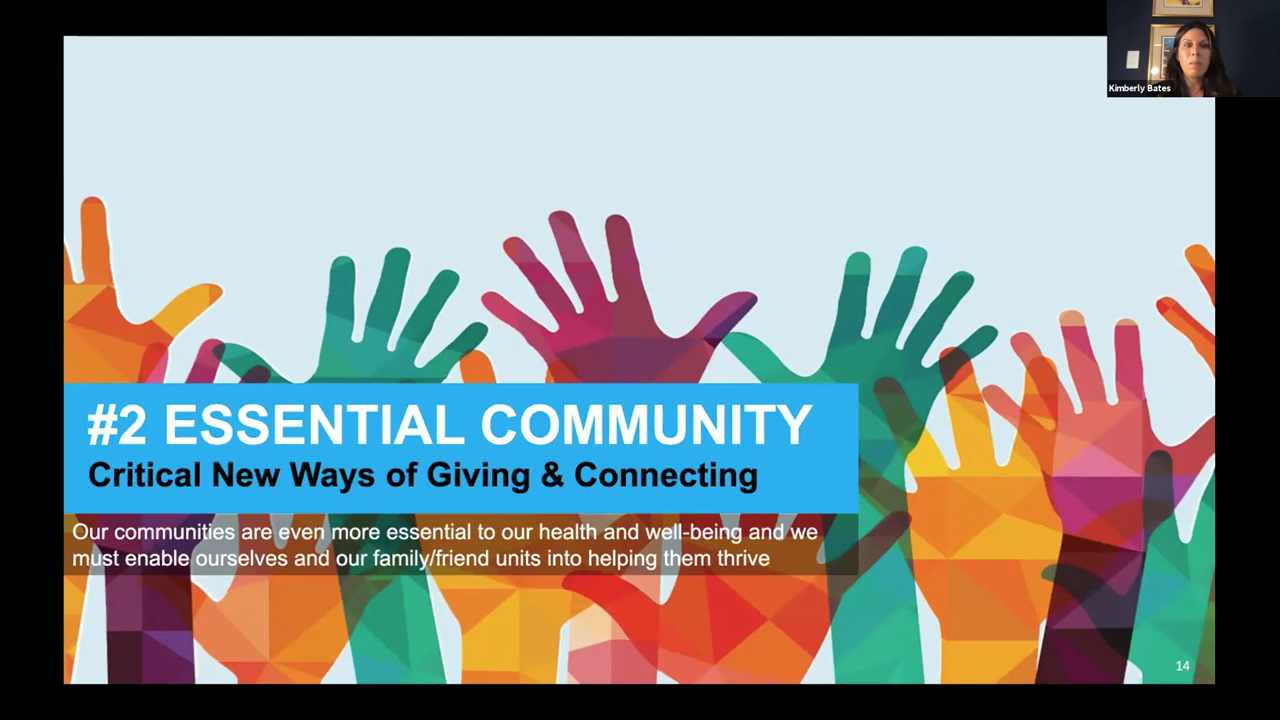 Kimberly Bates
#2 ESSENTIAL COMMUNITY
Critical New Ways of Giving & Connecting
Our communities are even more essential to our health and well-being and we
must enable ourselves and our family/friend units into helping them thrive
14